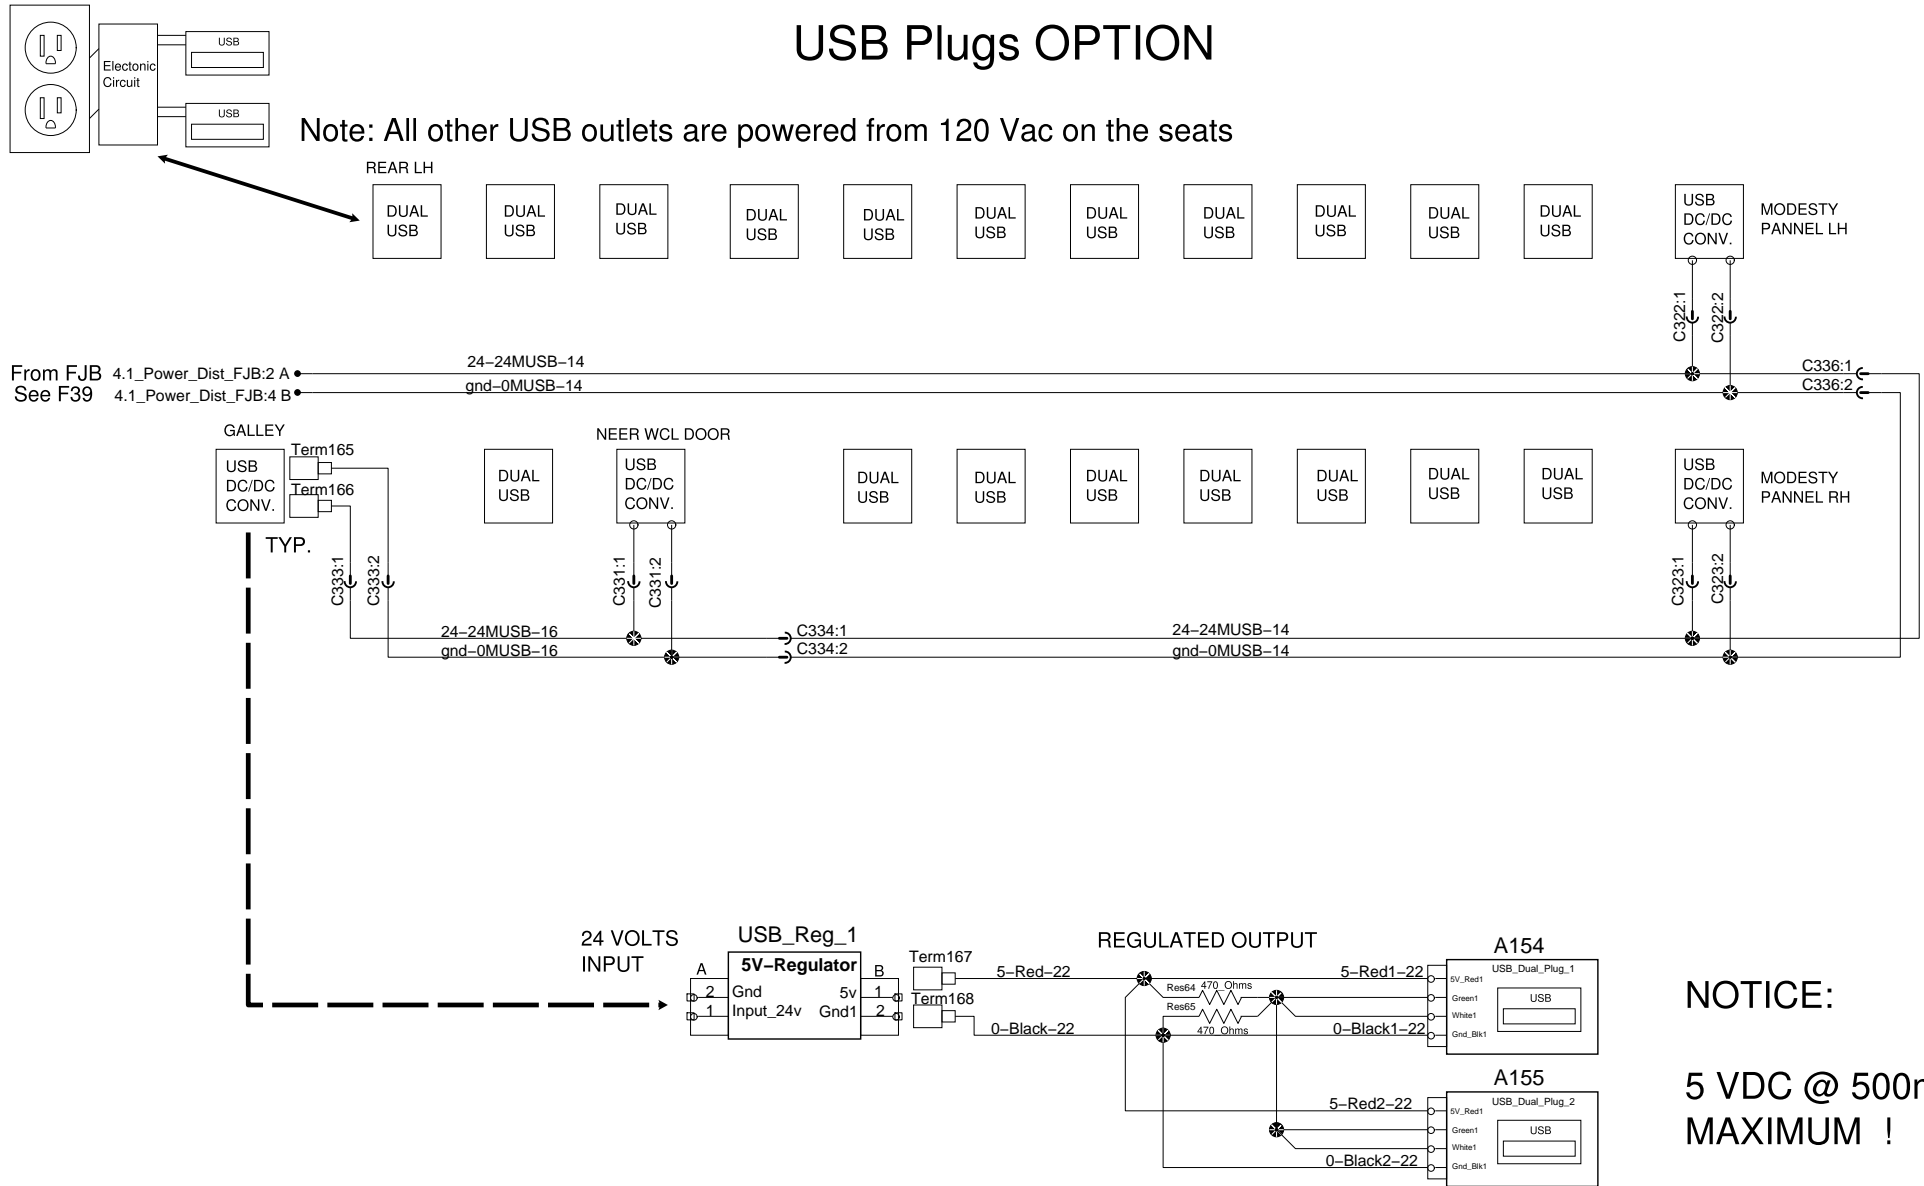 USB Plugs OPTION
Electonic
Circuit
USB
USB
Note: All other USB outlets are powered from 120 Vac on the seats
REAR LH
DUAL
USB
DUAL
USB
DUAL
USB
DUAL
USB
DUAL
USB
DUAL
USB
DUAL
USB
DUAL
USB
DUAL
USB
DUAL
USB
DUAL
USB
USB
DC/DC
CONV.
MODESTY
PANNEL LH
C322:1
C322:2
From FJB
See F39
4.1_Power_Dist_FJB:2 A
4.1_Power_Dist_FJB:4 B
24-24MUSB-14
gnd-0MUSB-14
C336:1
C336:2
GALLEY
USB
DC/DC
CONV.
Term165
Term166
TYP.
DUAL
USB
NEER WCL DOOR
USB
DC/DC
CONV.
DUAL
USB
DUAL
USB
DUAL
USB
DUAL
USB
DUAL
USB
DUAL
USB
DUAL
USB
USB
DC/DC
CONV.
MODESTY
PANNEL RH
C333:1
C333:2
C331:1
C331:2
C323:1
C323:2
24-24MUSB-16
gnd-0MUSB-16
C334:1
C334:2
24-24MUSB-14
gnd-0MUSB-14
24 VOLTS
INPUT
USB_Reg_1
A
5V-Regulator
B
2 Gnd 5v 1
1 Input_24v Gnd1 2
Term167
Term168
5-Red-22
0-Black-22
REGULATED OUTPUT
Res64 470_Ohms
Res65
470_Ohms
5-Red1-22
0-Black1-22
A154
USB_Dual_Plug_1
5V_Red1
Green1
White1
Gnd_Blk1
USB
5-Red2-22
0-Black2-22
A155
USB_Dual_Plug_2
5V_Red1
Green1
White1
Gnd_Blk1
USB
NOTICE:
5 VDC @ 500
MAXIMUM !